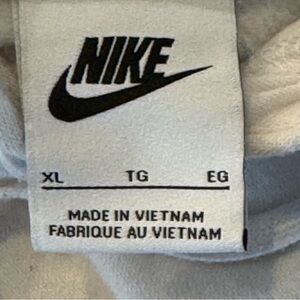 NIKE
XL TG EG
MADE IN VIETNAM
FABRIQUE AU VIETNAM